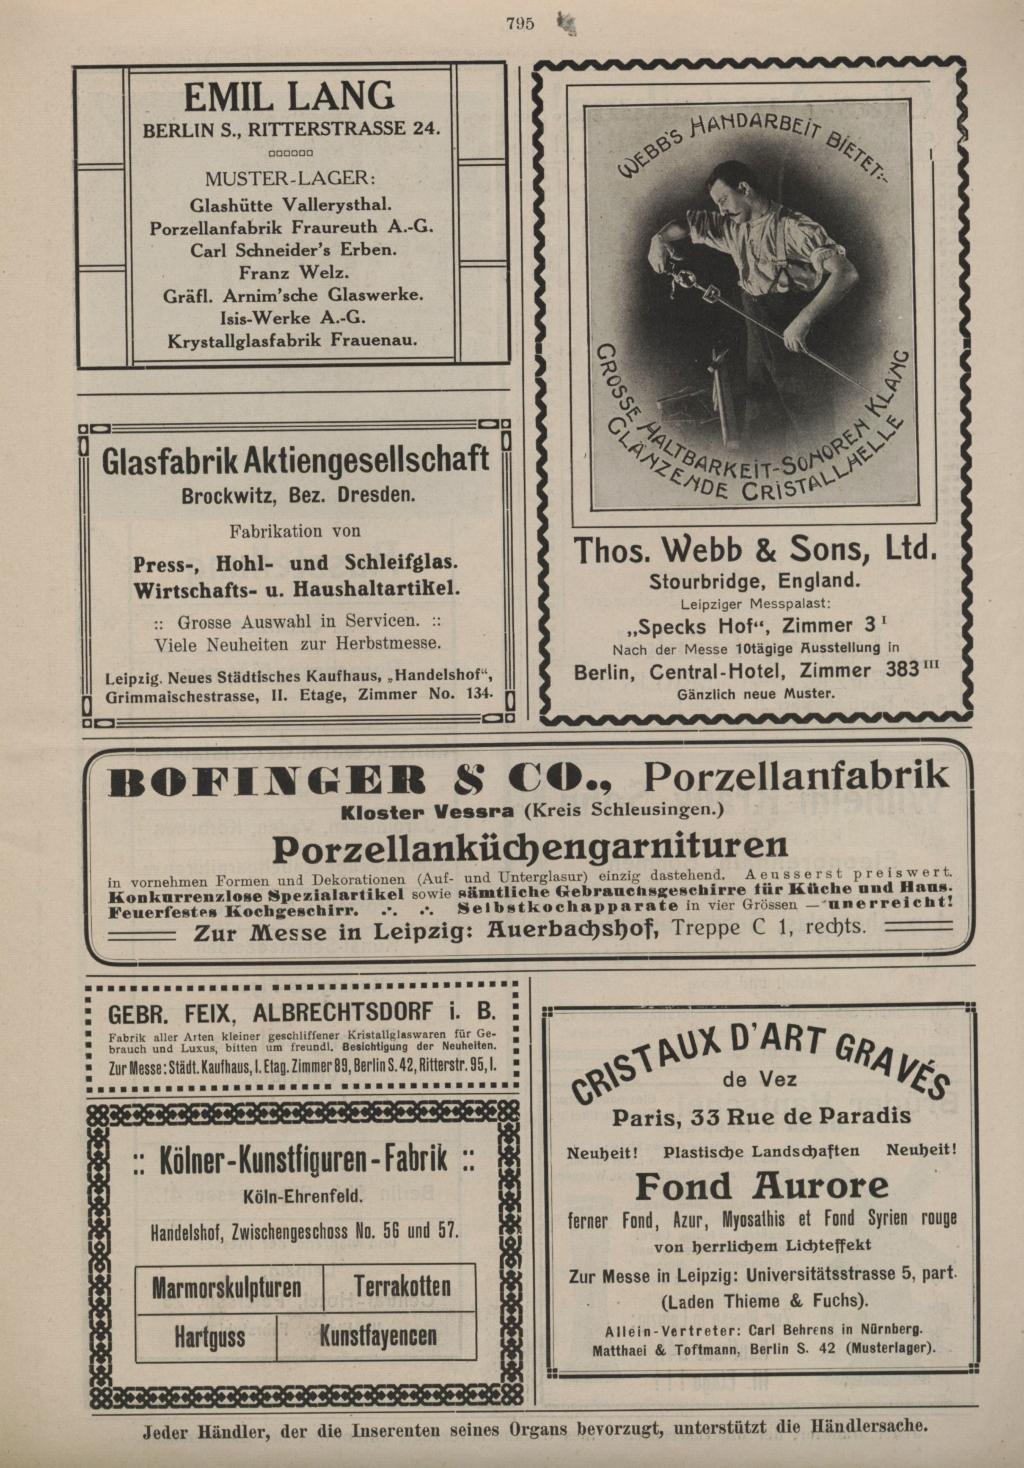 795
EMIL LANG
BERLIN S., RITTERSTRASSE 24.
MUSTER-LAGER:
Glashütte Vallerysthal.
Porzellanfabrik Fraureuth A.-G.
Carl Schneider's Erben.
Franz Welz.
Gräfl. Arnim'sche Glaswerke.
Isis-Werke A.-G.
Krystallglasfabrik Frauenau.
Glasfabrik Aktiengesellschaft
Brockwitz, Bez. Dresden.
Fabrikation von
Press-, Hohl- und Schleifglas.
Wirtschafts- u. Haushaltartikel.
:: Grosse Auswahl in Servicen. ::
Viele Neuheiten zur Herbstmesse.
Leipzig. Neues Städtisches Kaufhaus, „Handelshof“,
Grimmaischestrasse, II. Etage, Zimmer No. 134.
WEBB'S HANDARBEIT BIETET:-
GROSSE HALTBARKEIT-SONOREN KLANG
GLÄNZENDE CRISTALLHELLE
Thos. Webb & Sons, Ltd.
Stourbridge, England.
Leipziger Messpalast:
„Specks Hof“, Zimmer 3 I
Nach der Messe 10tägige Ausstellung in
Berlin, Central-Hotel, Zimmer 383 III
Gänzlich neue Muster.
BOFINGER & CO., Porzellanfabrik
Kloster Vessra (Kreis Schleusingen.)
Porzellanküchengarnituren
in vornehmen Formen und Dekorationen (Auf- und Unterglasur) einzig dastehend. Aeusserst preiswert.
Konkurrenzlose Spezialartikel sowie sämtliche Gebrauchsgeschirre für Küche und Haus.
Feuerfestes Kochgeschirr. .·. .·. Selbstkochapparate in vier Grössen — unerreicht!
Zur Messe in Leipzig: Auerbachshof, Treppe C 1, rechts.
GEBR. FEIX, ALBRECHTSDORF i. B.
Fabrik aller Arten kleiner geschliffener Kristallglaswaren für Ge-
brauch und Luxus, bitten um freundl. Besichtigung der Neuheiten.
Zur Messe: Städt. Kaufhaus, I. Etag. Zimmer 89, Berlin S. 42, Ritterstr. 95, I.
:: Kölner-Kunstfiguren-Fabrik ::
Köln-Ehrenfeld.
Handelshof, Zwischengeschoss No. 56 und 57.
Marmorskulpturen Terrakotten
Hartguss Kunstfayencen
CRISTAUX D'ART GRAVÉS
de Vez
Paris, 33 Rue de Paradis
Neuheit! Plastische Landschaften Neuheit!
Fond Aurore
ferner Fond, Azur, Myosathis et Fond Syrien rouge
von herrlichem Lichteffekt
Zur Messe in Leipzig: Universitätsstrasse 5, part.
(Laden Thieme & Fuchs).
Allein-Vertreter: Carl Behrens in Nürnberg.
Matthaei & Toftmann, Berlin S. 42 (Musterlager).
Jeder Händler, der die Inserenten seines Organs bevorzugt, unterstützt die Händlersache.